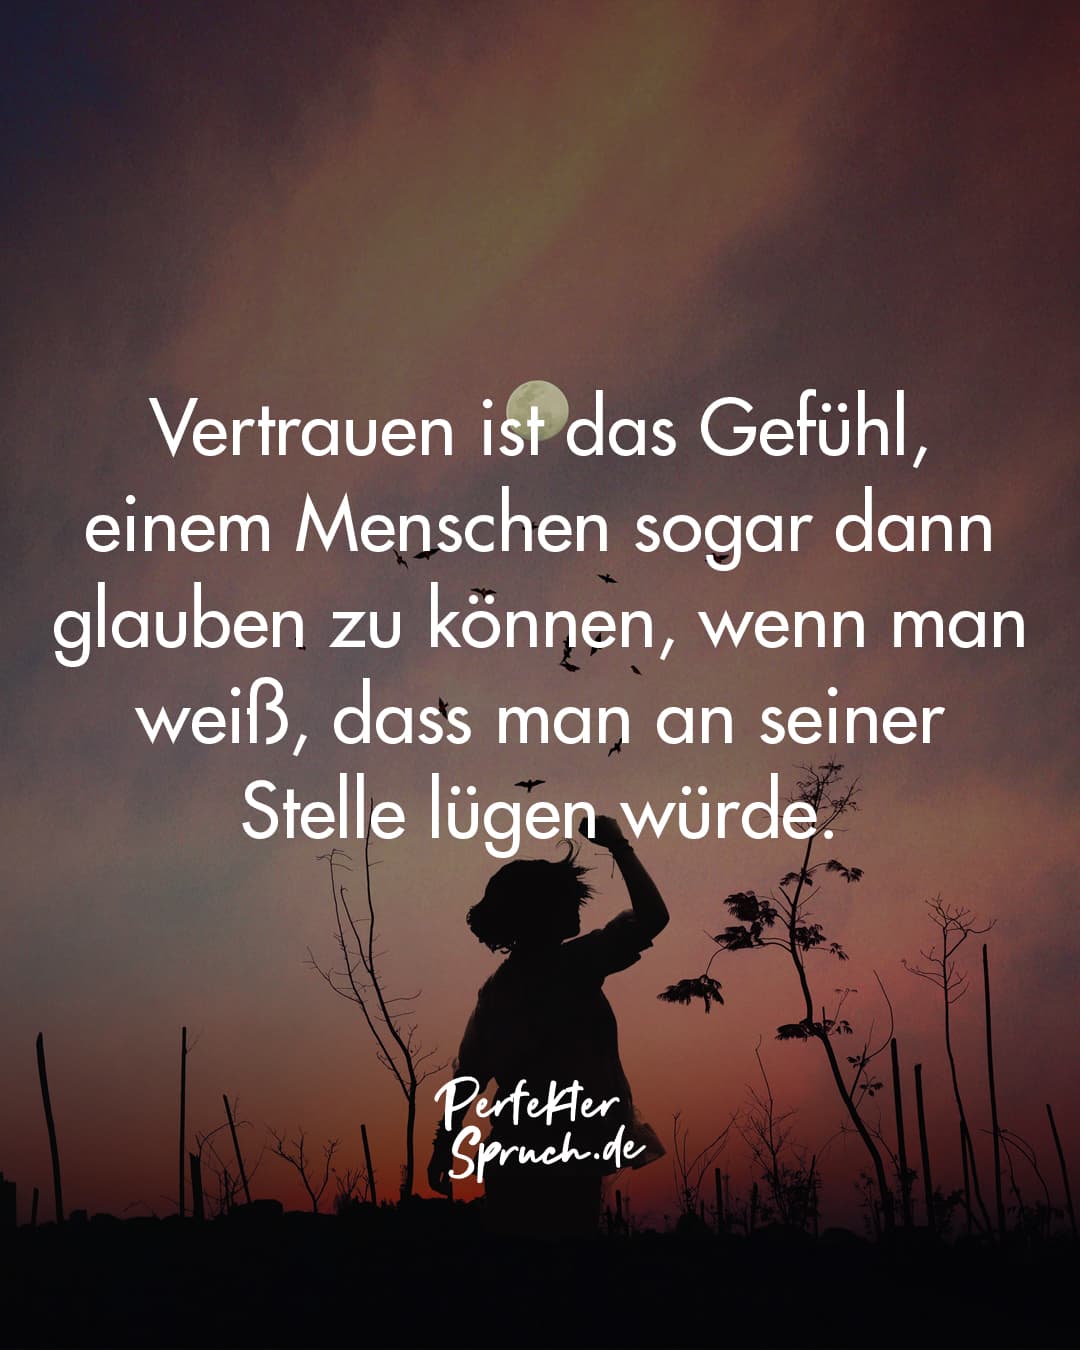 Vertrauen ist das Gefühl,
einem Menschen sogar dann
glauben zu können, wenn man
weiß, dass man an seiner
Stelle lügen würde.
Perfekter
Spruch.de